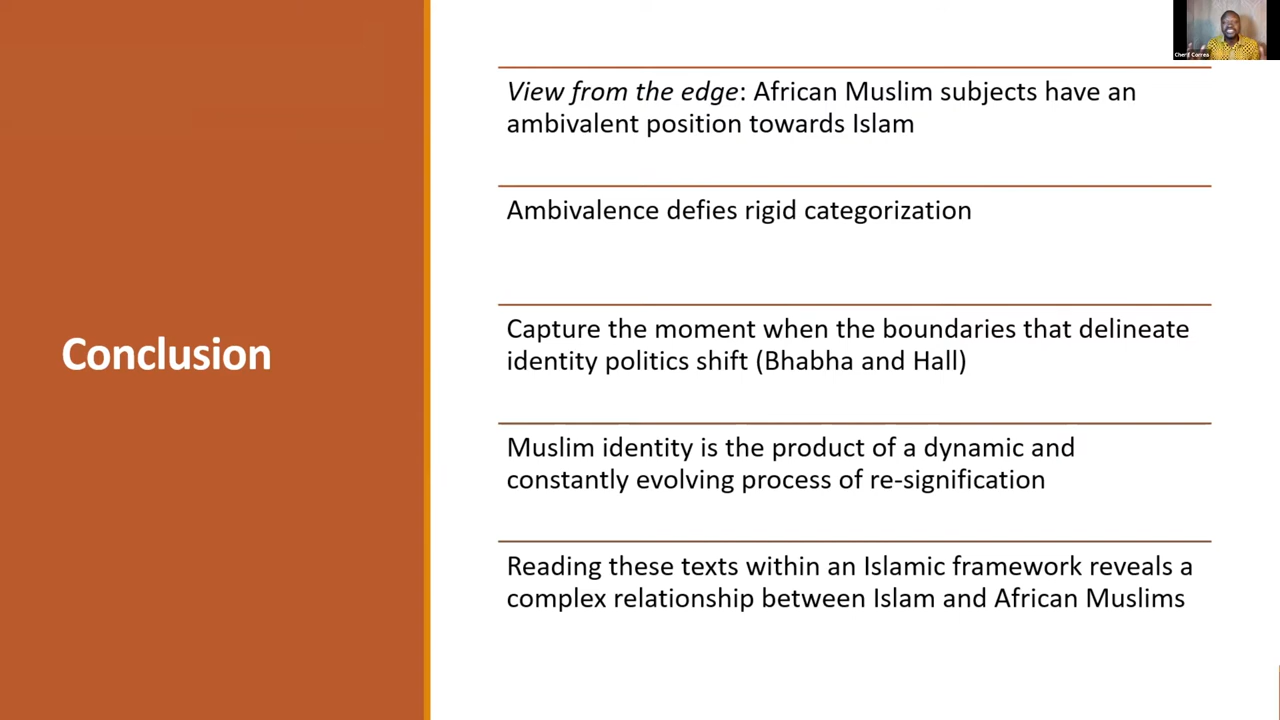 Cherif Correa
View from the edge: African Muslim subjects have an
ambivalent position towards Islam
Ambivalence defies rigid categorization
Conclusion
Capture the moment when the boundaries that delineate
identity politics shift (Bhabha and Hall)
Muslim identity is the product of a dynamic and
constantly evolving process of re-signification
Reading these texts within an Islamic framework reveals a
complex relationship between Islam and African Muslims